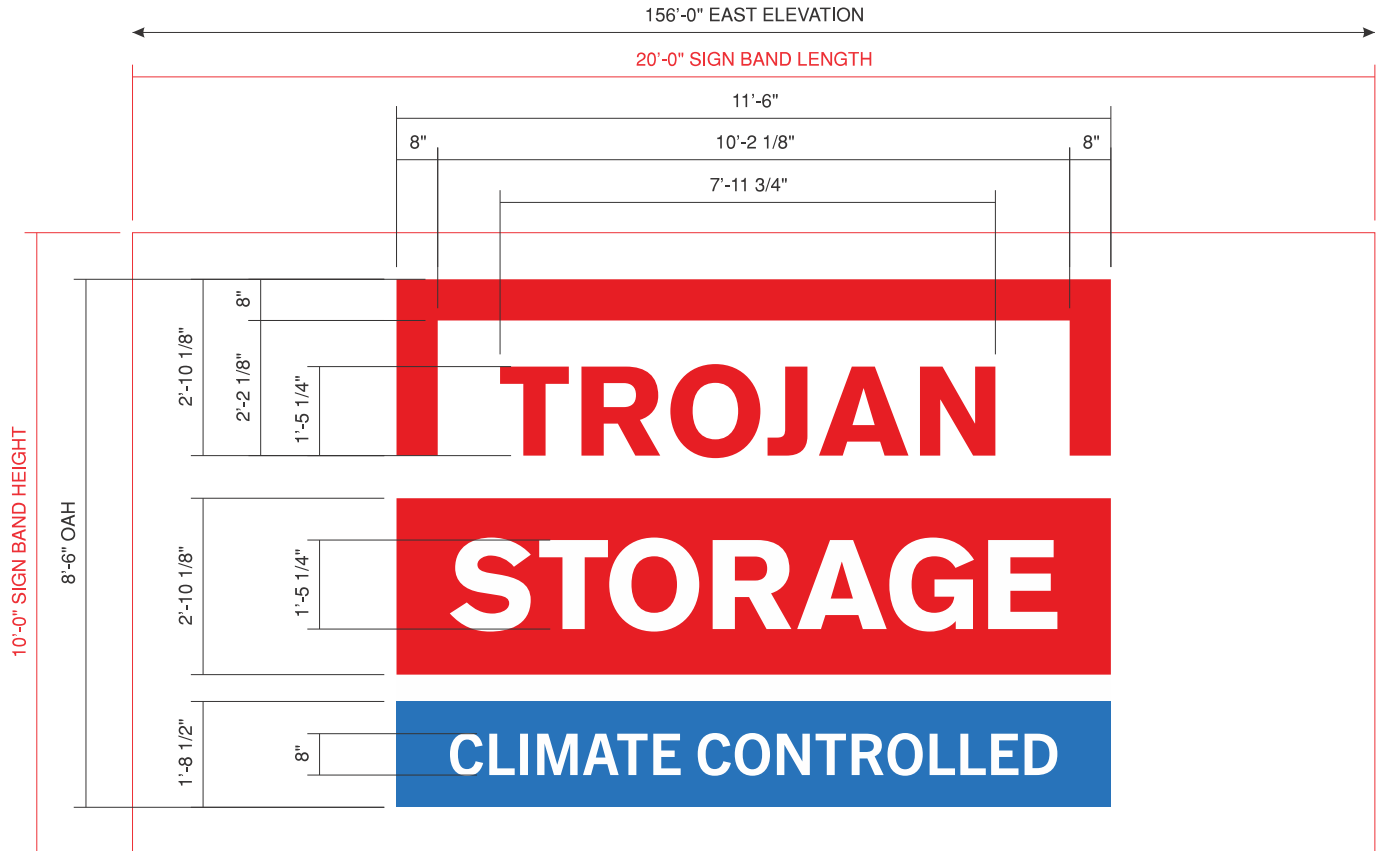 156'-0" EAST ELEVATION
20'-0" SIGN BAND LENGTH
11'-6"
8" 10'-2 1/8" 8"
7'-11 3/4"
10'-0" SIGN BAND HEIGHT
8'-6" OAH
2'-10 1/8"
8"
2'-2 1/8"
1'-5 1/4"
TROJAN
2'-10 1/8"
1'-5 1/4"
STORAGE
1'-8 1/2"
8"
CLIMATE CONTROLLED